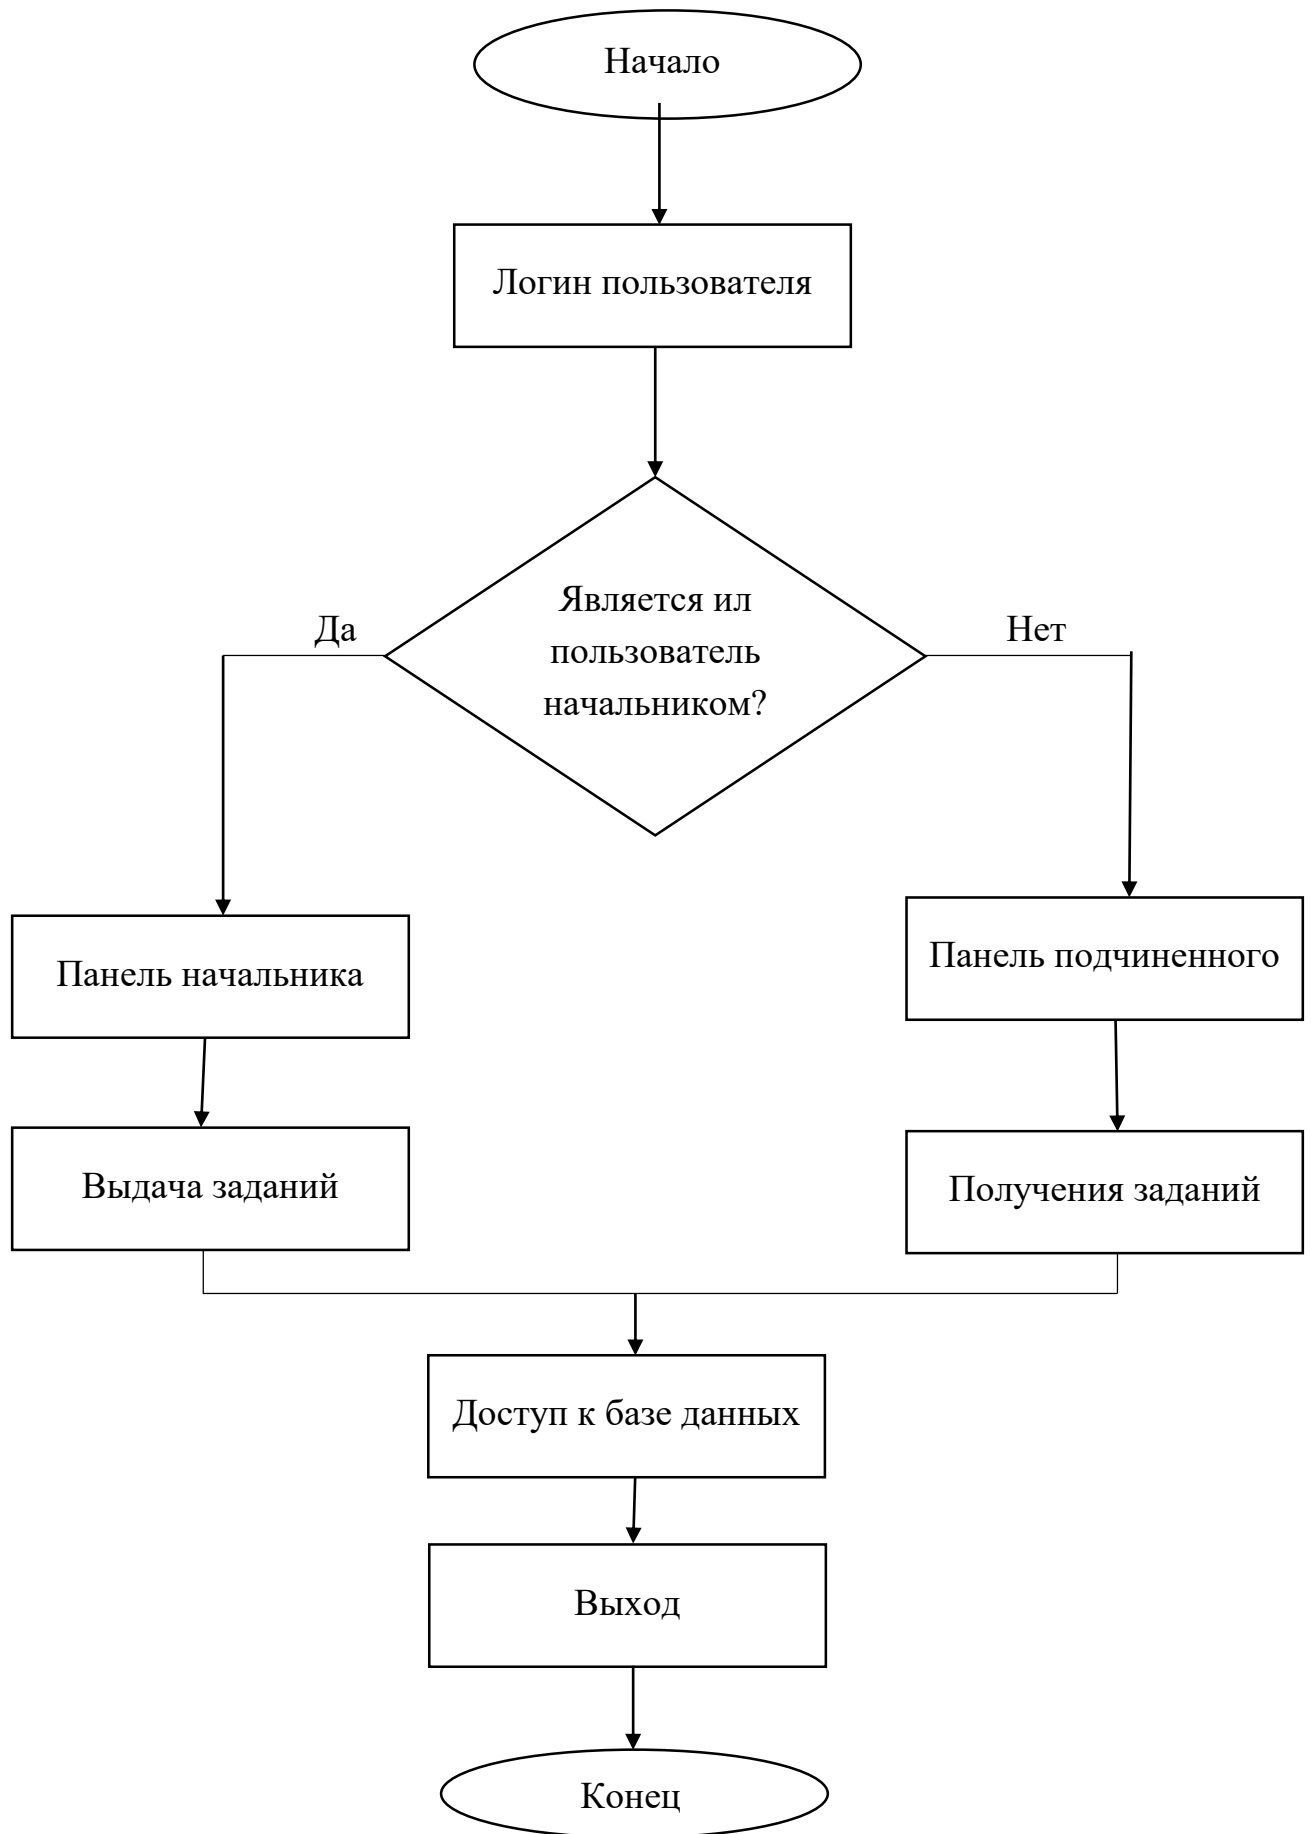 Начало
Логин пользователя
Является ил
пользователь
начальником?
Да
Нет
Панель начальника
Панель подчиненного
Выдача заданий
Получения заданий
Доступ к базе данных
Выход
Конец